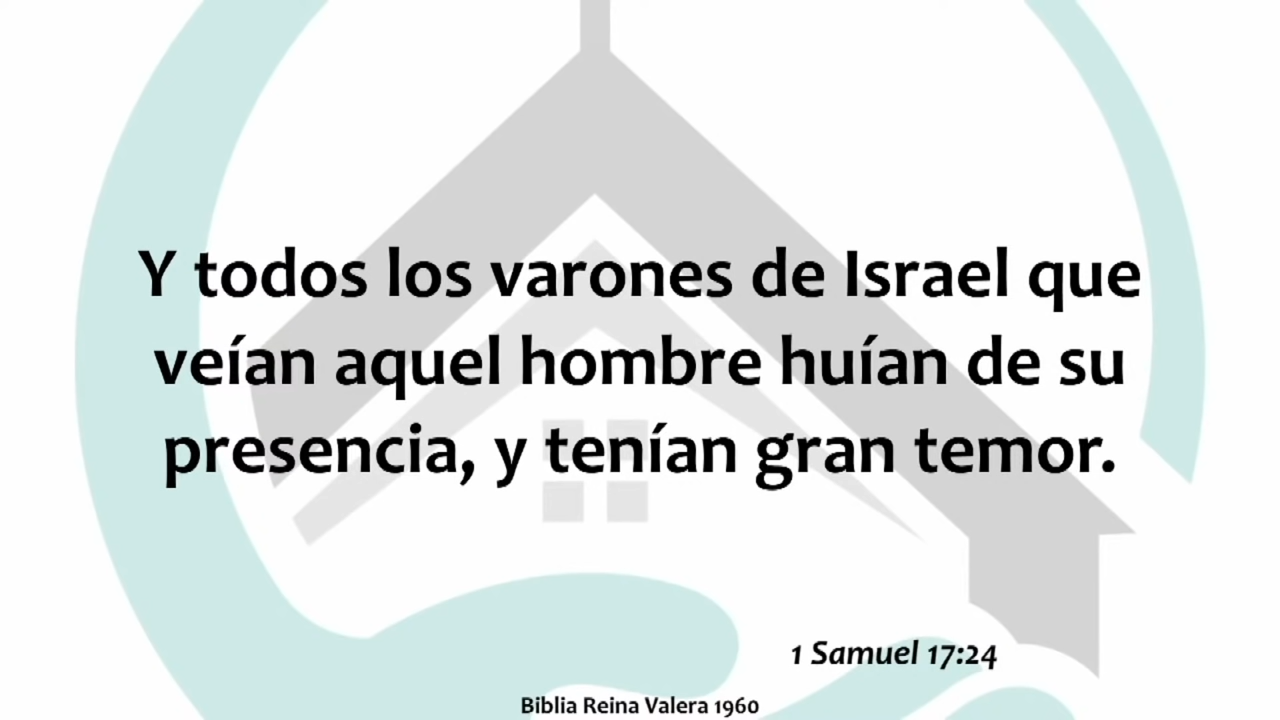 Y todos los varones de Israel que
veían aquel hombre huían de su
presencia, y tenían gran temor.
1 Samuel 17:24
Biblia Reina Valera 1960